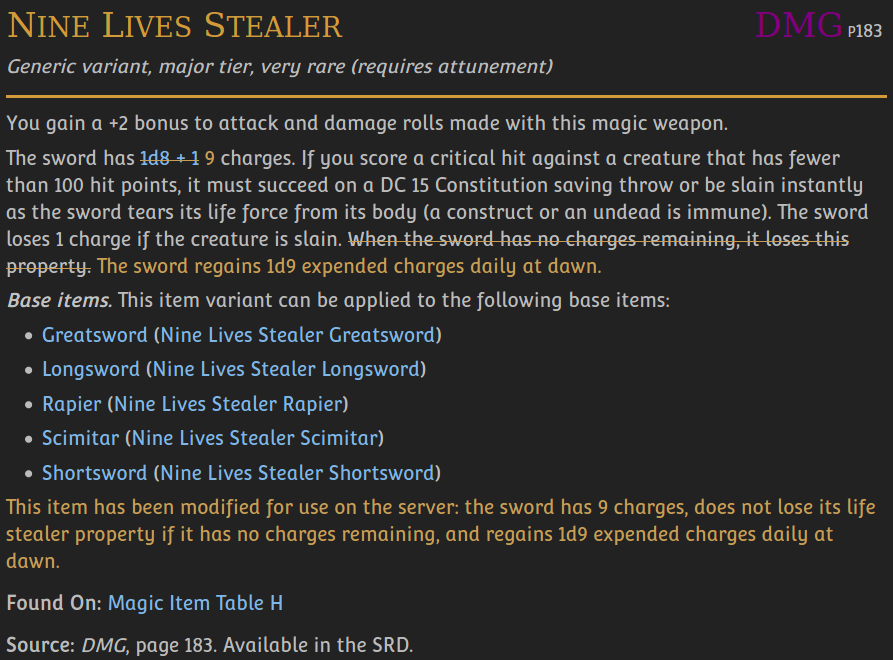 Nine Lives Stealer
DMG P183
Generic variant, major tier, very rare (requires attunement)
You gain a +2 bonus to attack and damage rolls made with this magic weapon.
The sword has 1d8 + 1 9 charges. If you score a critical hit against a creature that has fewer
than 100 hit points, it must succeed on a DC 15 Constitution saving throw or be slain instantly
as the sword tears its life force from its body (a construct or an undead is immune). The sword
loses 1 charge if the creature is slain. When the sword has no charges remaining, it loses this
property. The sword regains 1d9 expended charges daily at dawn.
Base items. This item variant can be applied to the following base items:
• Greatsword (Nine Lives Stealer Greatsword)
• Longsword (Nine Lives Stealer Longsword)
• Rapier (Nine Lives Stealer Rapier)
• Scimitar (Nine Lives Stealer Scimitar)
• Shortsword (Nine Lives Stealer Shortsword)
This item has been modified for use on the server: the sword has 9 charges, does not lose its life
stealer property if it has no charges remaining, and regains 1d9 expended charges daily at
dawn.
Found On: Magic Item Table H
Source: DMG, page 183. Available in the SRD.